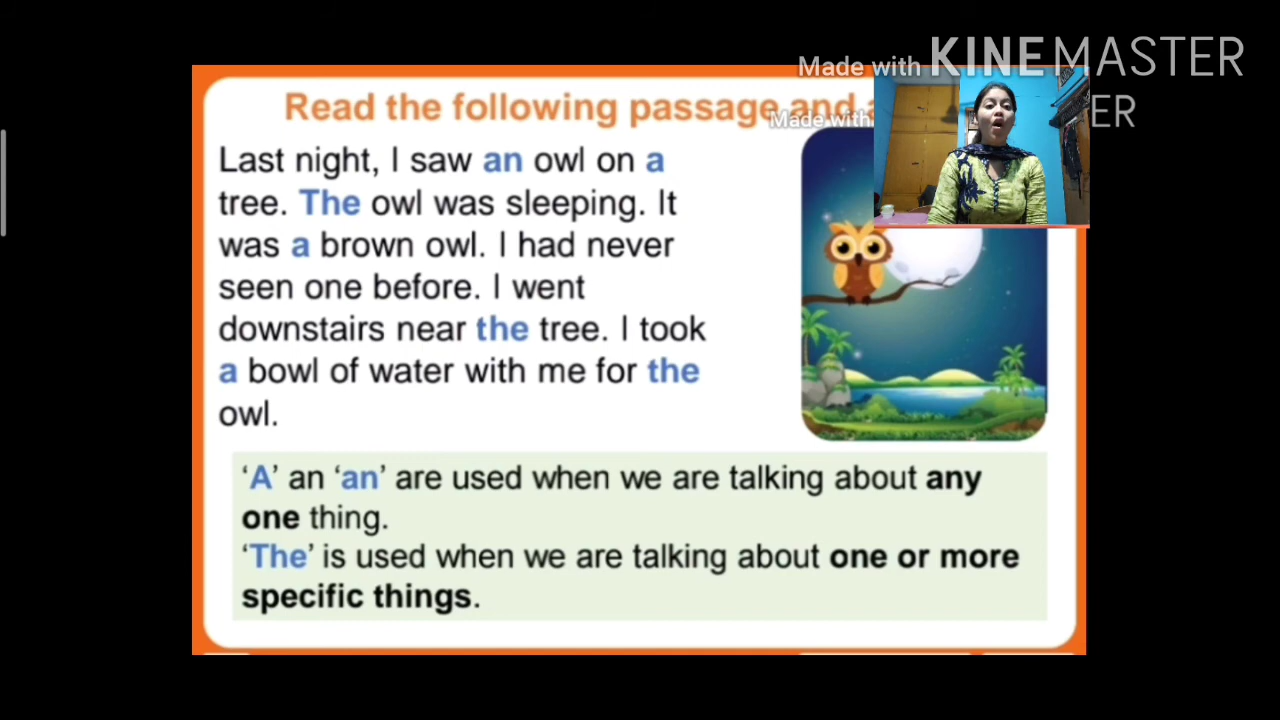 Made with KINEMASTER
Read the following passage and
Made with
ER
Last night, I saw an owl on a
tree. The owl was sleeping. It
was a brown owl. I had never
seen one before. I went
downstairs near the tree. I took
a bowl of water with me for the
owl.
‘A’ an ‘an’ are used when we are talking about any
one thing.
‘The’ is used when we are talking about one or more
specific things.